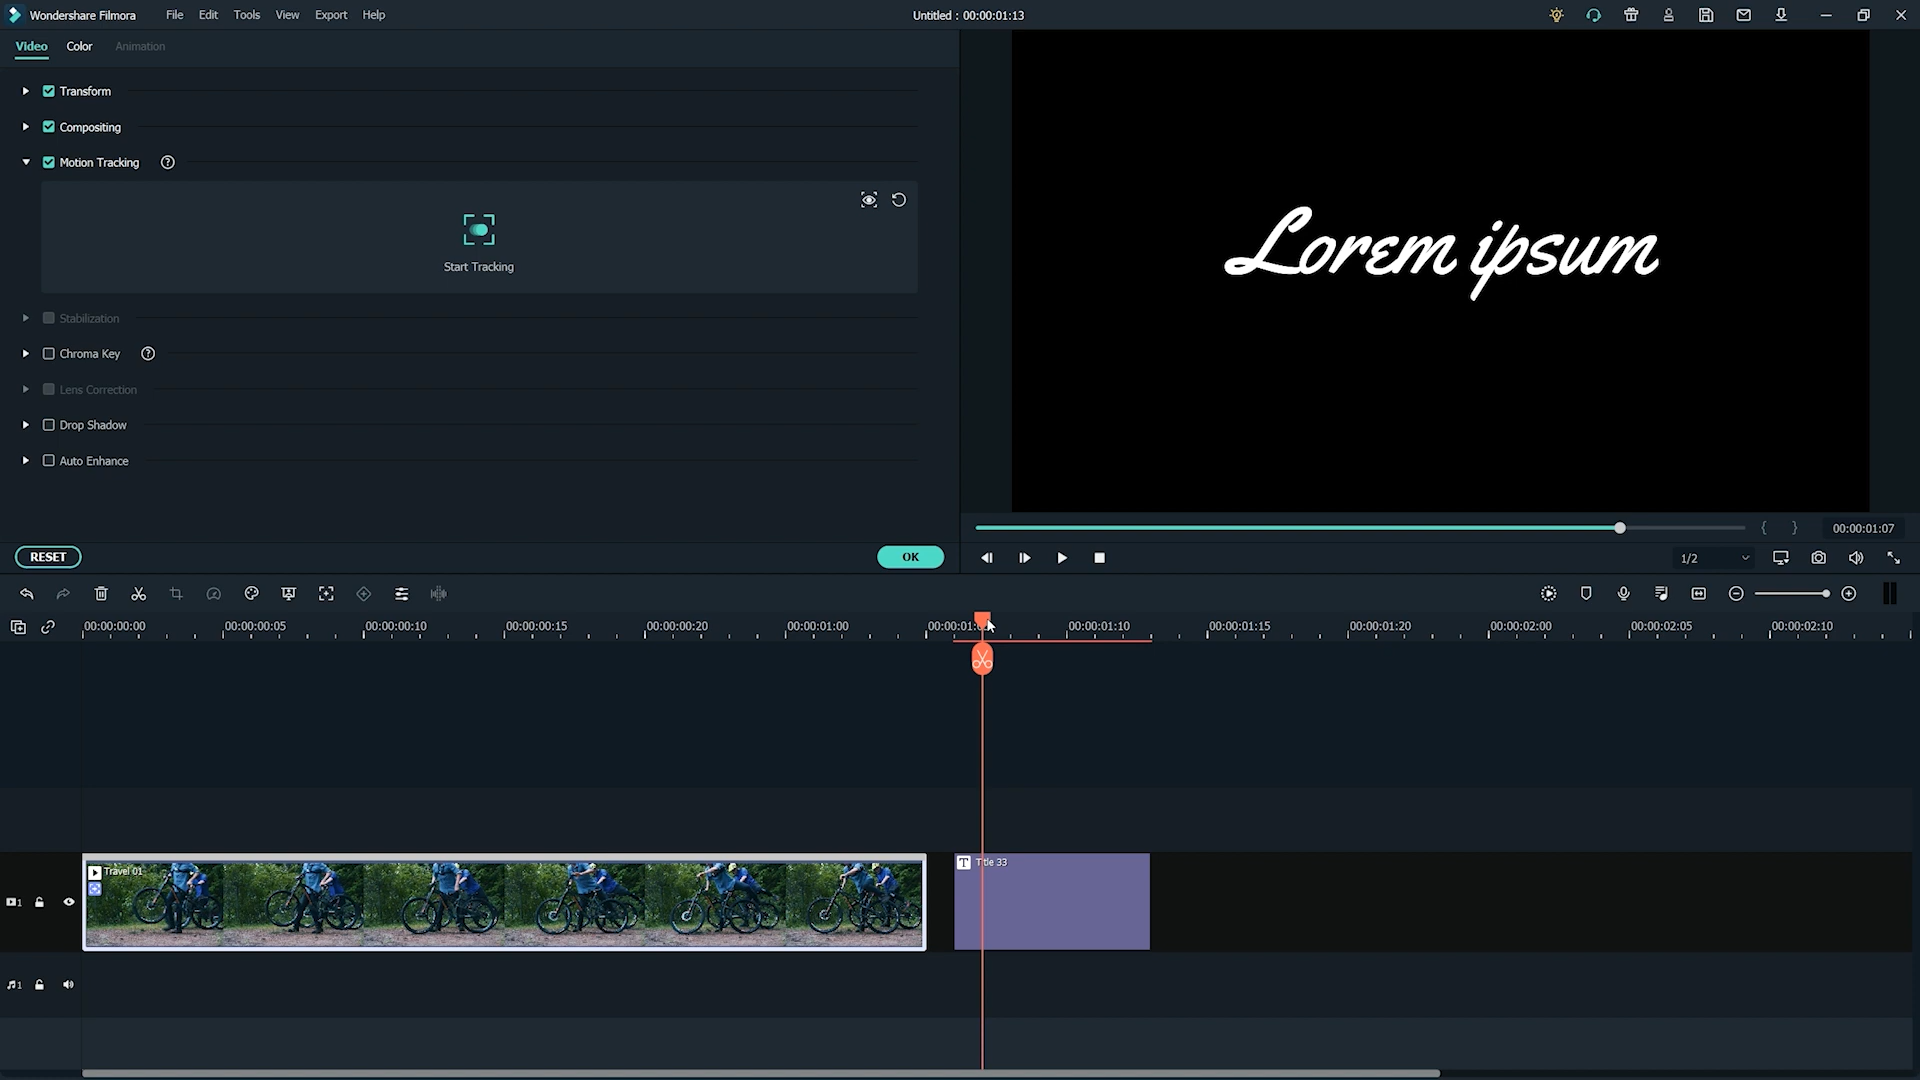 Wondershare Filmora File Edit Tools View Export Help Untitled : 00:00:01:13
Video Color Animation
Transform
Compositing
Motion Tracking ?
Start Tracking
Stabilization
Chroma Key ?
Lens Correction
Drop Shadow
Auto Enhance
RESET OK
Lorem ipsum
{ } 00:00:01:07
1/2
00:00:00:00 00:00:00:05 00:00:00:10 00:00:00:15 00:00:00:20 00:00:01:00 00:00:01:10 00:00:01:15 00:00:01:20 00:00:02:00 00:00:02:05 00:00:02:10
Travel 01
T Title 33
1
1